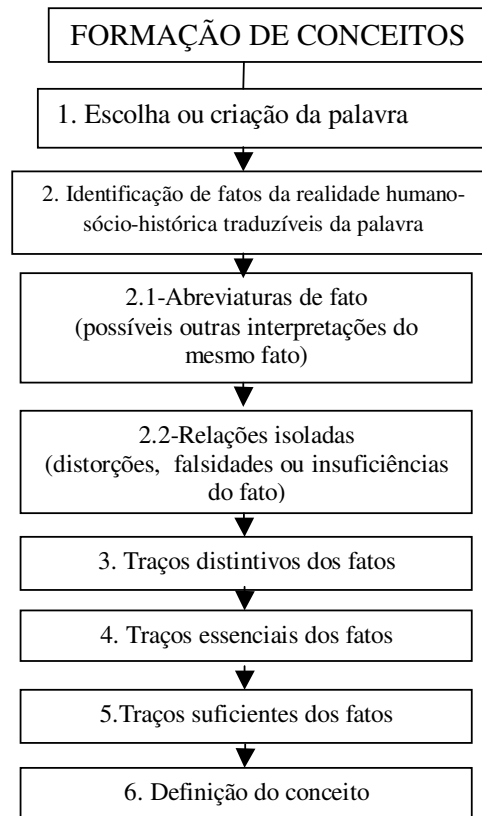 FORMAÇÃO DE CONCEITOS
1. Escolha ou criação da palavra
2. Identificação de fatos da realidade humano-
sócio-histórica traduzíveis da palavra
2.1-Abreviaturas de fato
(possíveis outras interpretações do
mesmo fato)
2.2-Relações isoladas
(distorções, falsidades ou insuficiências
do fato)
3. Traços distintivos dos fatos
4. Traços essenciais dos fatos
5.Traços suficientes dos fatos
6. Definição do conceito